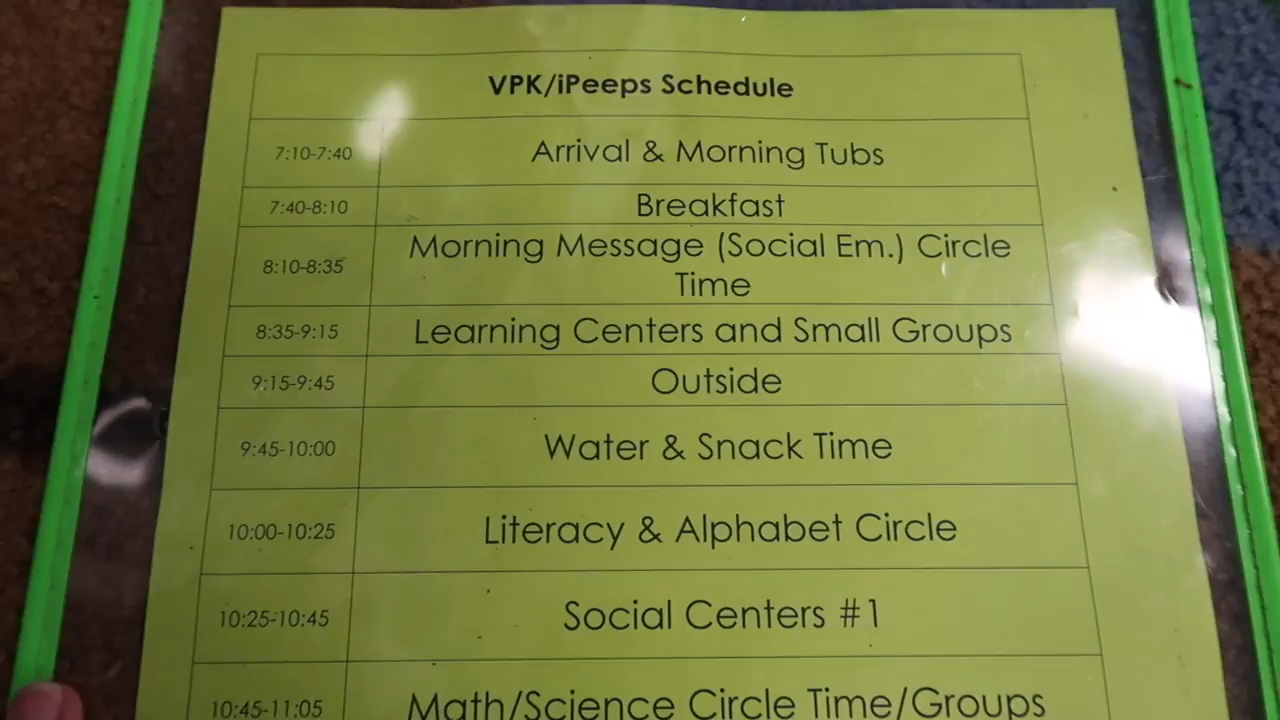 VPK/iPeeps Schedule
7:10-7:40 Arrival & Morning Tubs
7:40-8:10 Breakfast
8:10-8:35 Morning Message (Social Em.) Circle
Time
8:35-9:15 Learning Centers and Small Groups
9:15-9:45 Outside
9:45-10:00 Water & Snack Time
10:00-10:25 Literacy & Alphabet Circle
10:25-10:45 Social Centers #1
10:45-11:05 Math/Science Circle Time/Groups